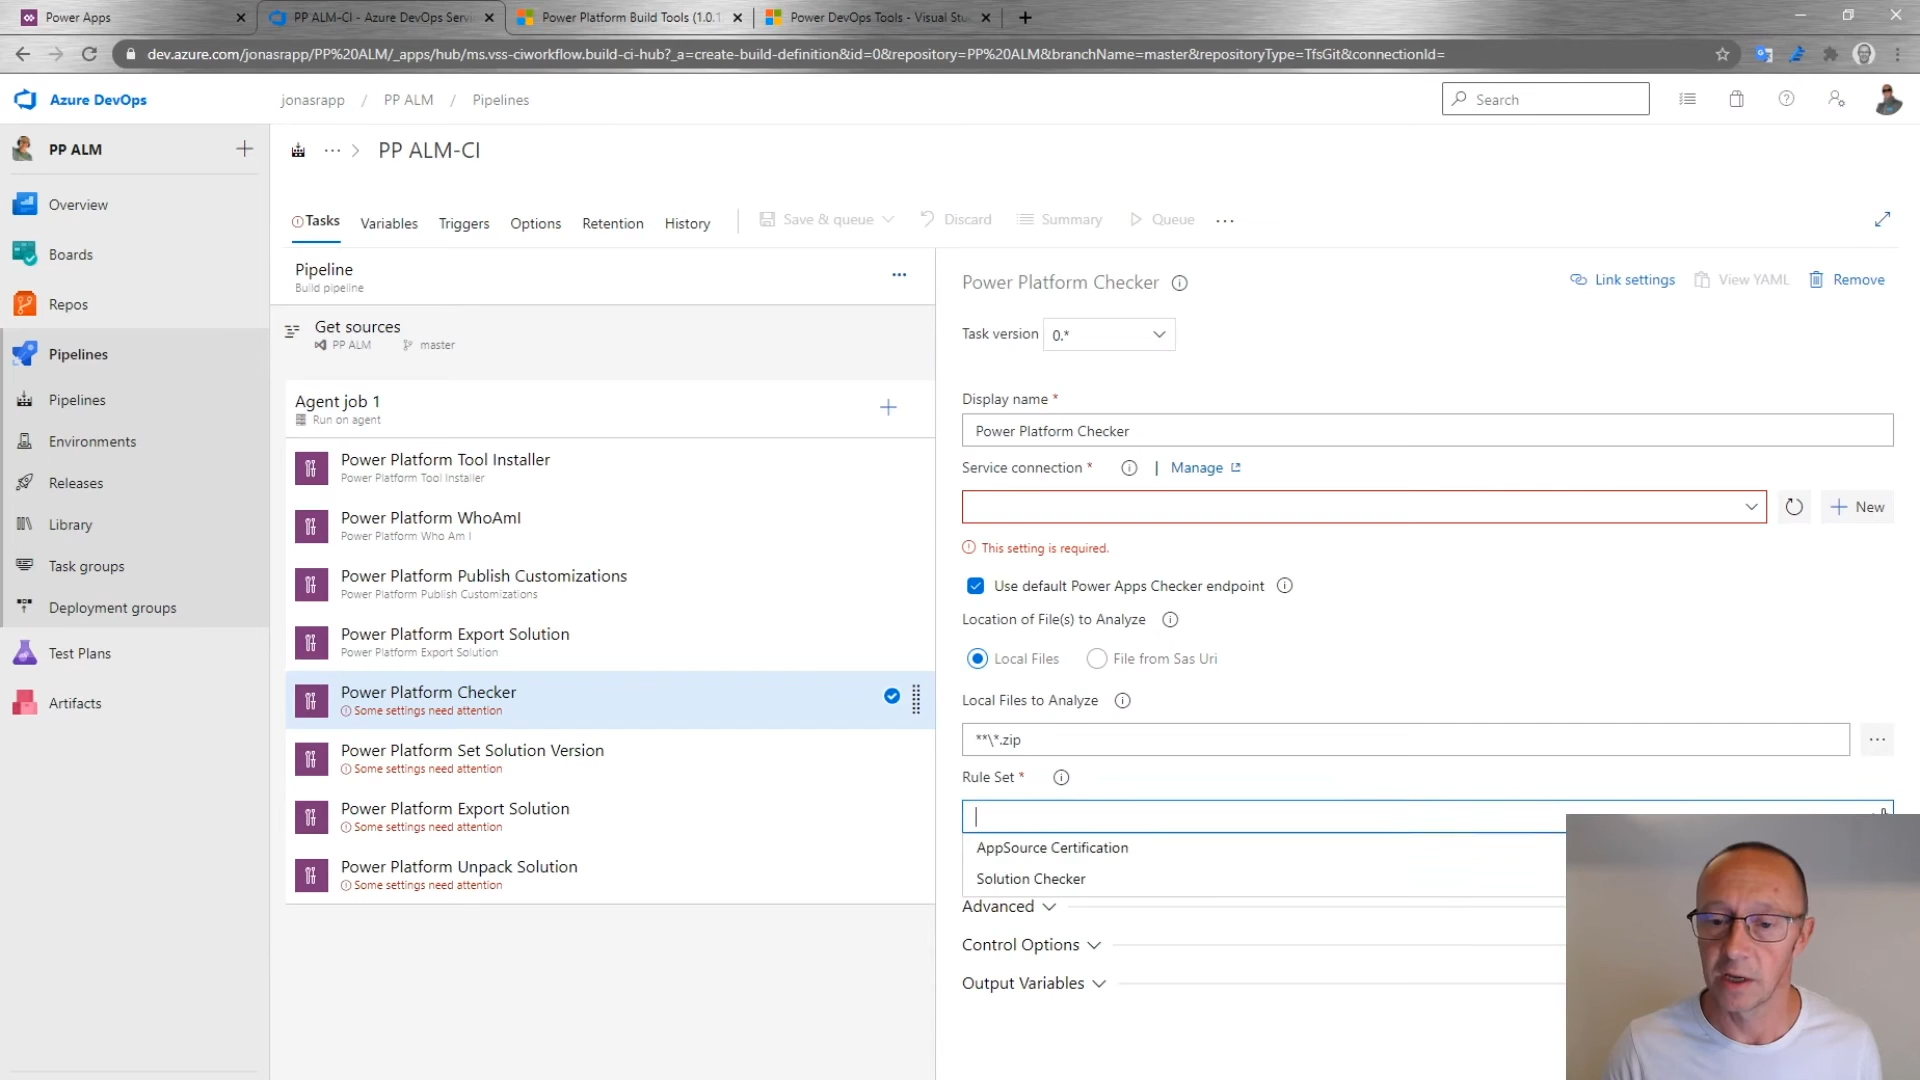 Power Apps
PP ALM-CI - Azure DevOps Servi
Power Platform Build Tools (1.0.1
Power DevOps Tools - Visual Stu
dev.azure.com/jonasrapp/PP%20ALM/_apps/hub/ms.vss-ciworkflow.build-ci-hub?_a=create-build-definition&id=0&repository=PP%20ALM&branchName=master&repositoryType=TfsGit&connectionId=
Azure DevOps
jonasrapp / PP ALM / Pipelines
Search
PP ALM
Overview
Boards
Repos
Pipelines
Pipelines
Environments
Releases
Library
Task groups
Deployment groups
Test Plans
Artifacts
... > PP ALM-CI
Tasks Variables Triggers Options Retention History Save & queue Discard Summary Queue ...
Pipeline
Build pipeline
Get sources
PP ALM master
Agent job 1
Run on agent
Power Platform Tool Installer
Power Platform Tool Installer
Power Platform WhoAmI
Power Platform Who Am I
Power Platform Publish Customizations
Power Platform Publish Customizations
Power Platform Export Solution
Power Platform Export Solution
Power Platform Checker
Some settings need attention
Power Platform Set Solution Version
Some settings need attention
Power Platform Export Solution
Some settings need attention
Power Platform Unpack Solution
Some settings need attention
Power Platform Checker
Link settings View YAML Remove
Task version 0.*
Display name *
Power Platform Checker
Service connection * | Manage
New
This setting is required.
Use default Power Apps Checker endpoint
Location of File(s) to Analyze
Local Files File from Sas Uri
Local Files to Analyze
**\*.zip
...
Rule Set *
AppSource Certification
Solution Checker
Advanced
Control Options
Output Variables